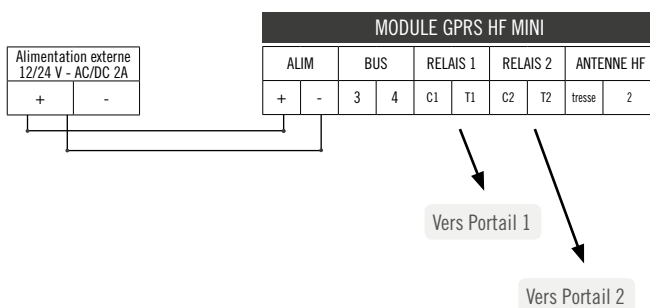 MODULE GPRS HF MINI
Alimentation externe
12/24 V - AC/DC 2A
ALIM BUS RELAIS 1 RELAIS 2 ANTENNE HF
+ - + - 3 4 C1 T1 C2 T2 tresse 2
Vers Portail 1
Vers Portail 2